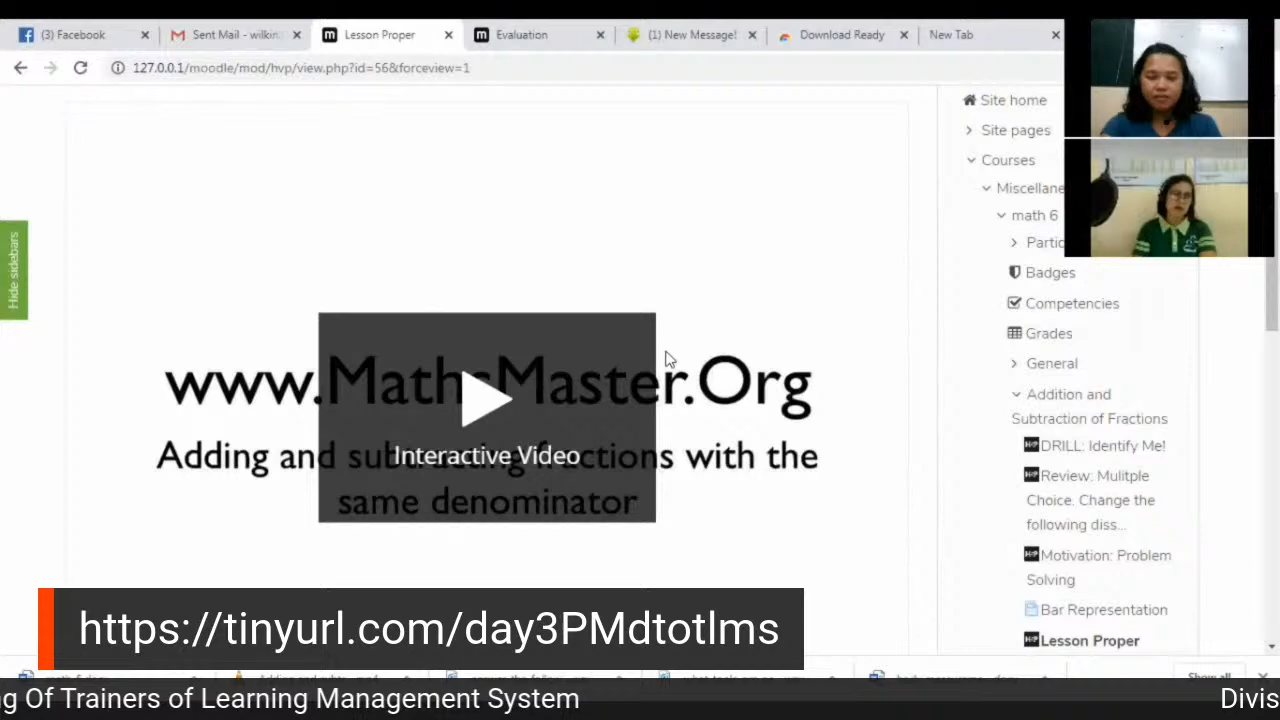 (3) Facebook
Sent Mail - wilkin
Lesson Proper
Evaluation
(1) New Message!
Download Ready
New Tab
127.0.0.1/moodle/mod/hvp/view.php?id=56&forceview=1
Hide sidebars
www.MathsMaster.Org
Interactive Video
Adding and subtracting fractions with the
same denominator
Site home
Site pages
Courses
Miscellane
math 6
Partic
Badges
Competencies
Grades
General
Addition and
Subtraction of Fractions
H-P DRILL: Identify Me!
H-P Review: Mulitple
Choice. Change the
following diss...
H-P Motivation: Problem
Solving
Bar Representation
H-P Lesson Proper
https://tinyurl.com/day3PMdtotlms
Show all
g Of Trainers of Learning Management System
Divis